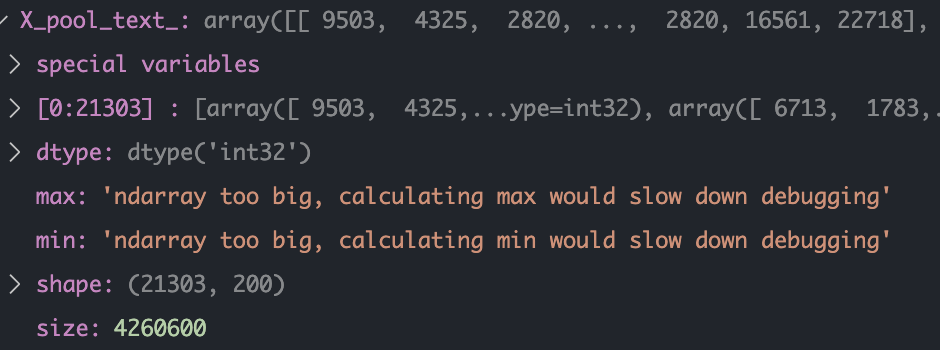 X_pool_text_: array([[ 9503,  4325,  2820, ...,  2820, 16561, 22718],
special variables
[0:21303] : [array([ 9503,  4325,...ype=int32), array([ 6713,  1783,.
dtype: dtype('int32')
max: 'ndarray too big, calculating max would slow down debugging'
min: 'ndarray too big, calculating min would slow down debugging'
shape: (21303, 200)
size: 4260600